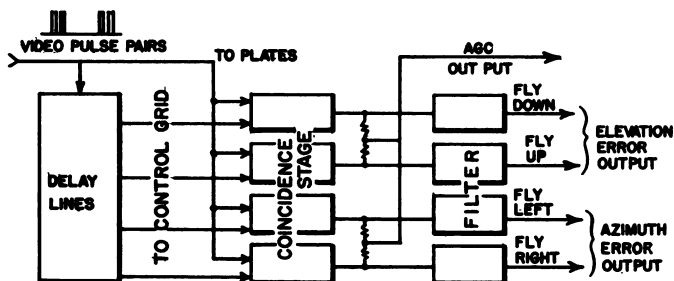 VIDEO PULSE PAIRS
TO PLATES
AGC
OUT PUT
DELAY
LINES
TO CONTROL GRID
COINCIDENCE
STAGE
FILTER
FLY
DOWN
FLY
UP
FLY
LEFT
FLY
RIGHT
ELEVATION
ERROR
OUTPUT
AZIMUTH
ERROR
OUTPUT